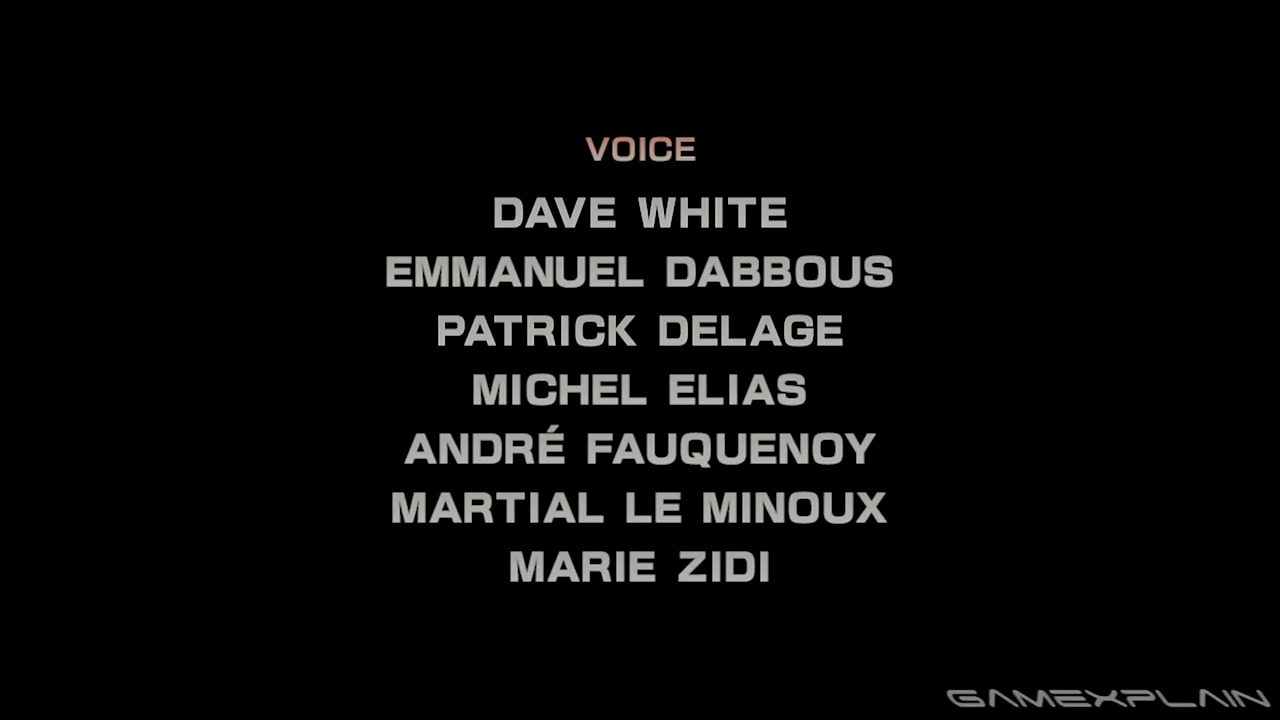 VOICE
DAVE WHITE
EMMANUEL DABBOUS
PATRICK DELAGE
MICHEL ELIAS
ANDRÉ FAUQUENOY
MARTIAL LE MINOUX
MARIE ZIDI
GAMEXPLAIN